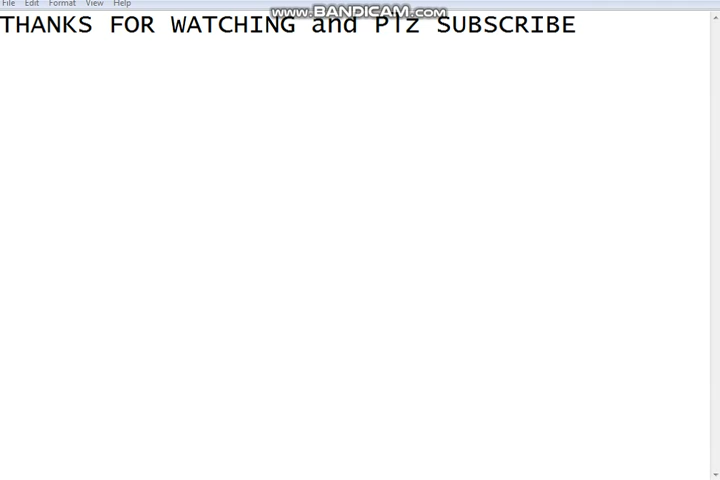 File Edit Format View Help
www.BANDICAM.com
THANKS FOR WATCHING and Plz SUBSCRIBE